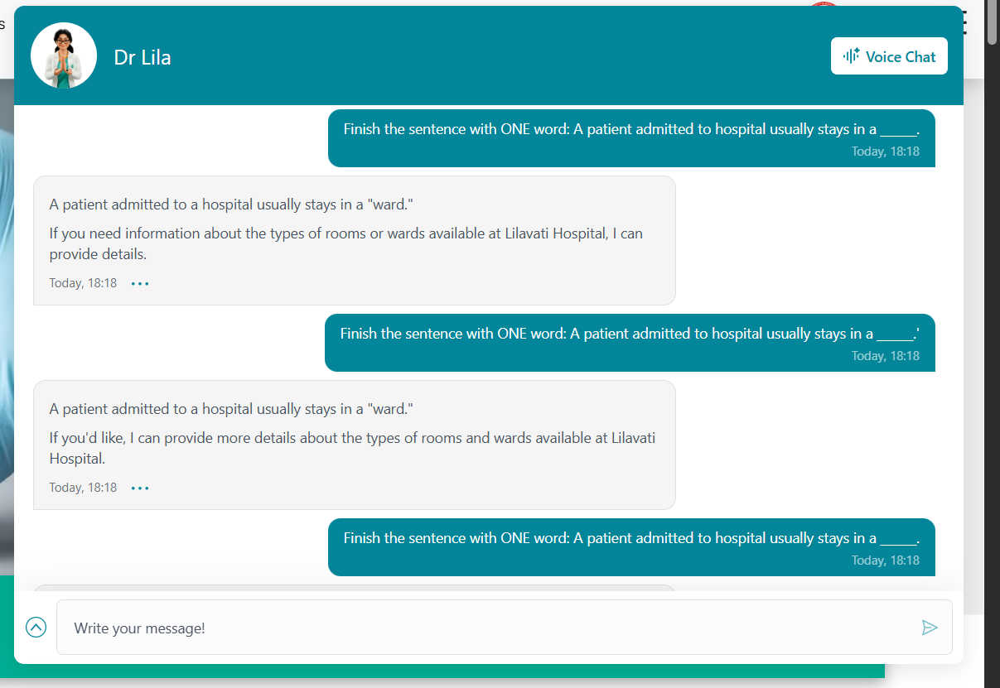 s
Dr Lila
Voice Chat
Finish the sentence with ONE word: A patient admitted to hospital usually stays in a _____.
Today, 18:18
A patient admitted to a hospital usually stays in a "ward."
If you need information about the types of rooms or wards available at Lilavati Hospital, I can
provide details.
Today, 18:18
Finish the sentence with ONE word: A patient admitted to hospital usually stays in a _____.'
Today, 18:18
A patient admitted to a hospital usually stays in a "ward."
If you'd like, I can provide more details about the types of rooms and wards available at Lilavati
Hospital.
Today, 18:18
Finish the sentence with ONE word: A patient admitted to hospital usually stays in a _____.
Today, 18:18
Write your message!